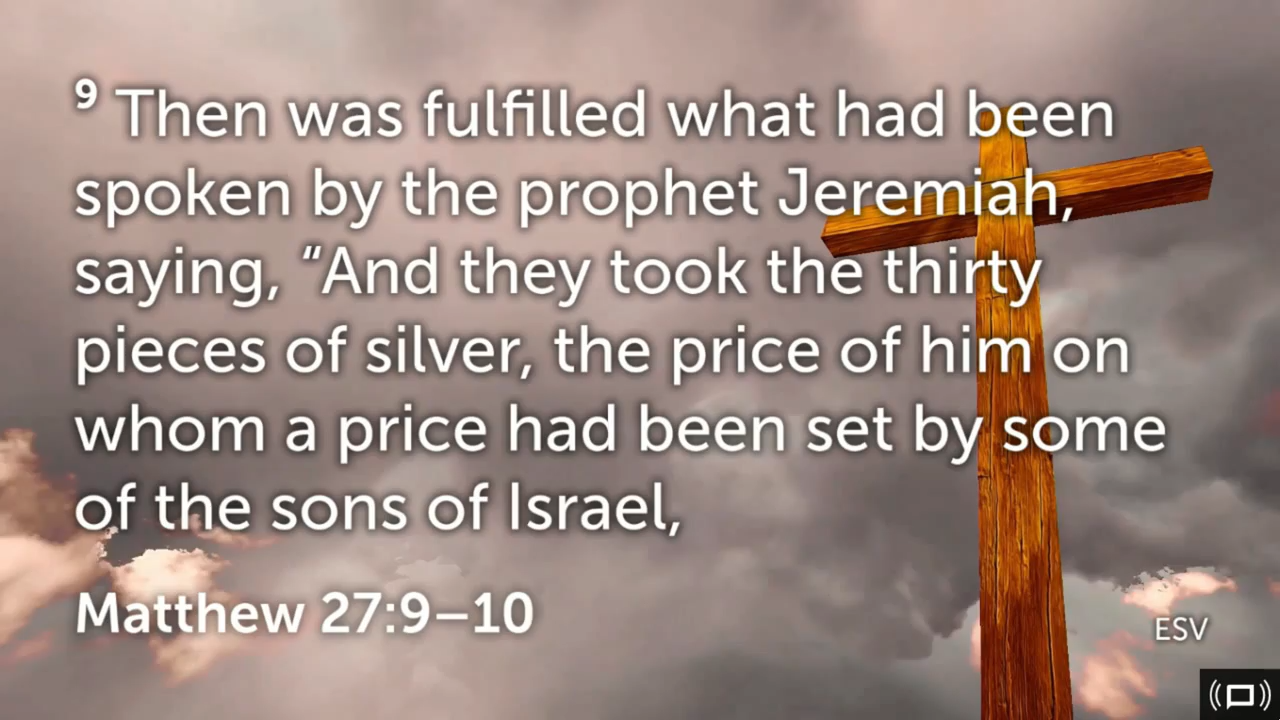 9 Then was fulfilled what had been
spoken by the prophet Jeremiah,
saying, “And they took the thirty
pieces of silver, the price of him on
whom a price had been set by some
of the sons of Israel,
Matthew 27:9–10
ESV